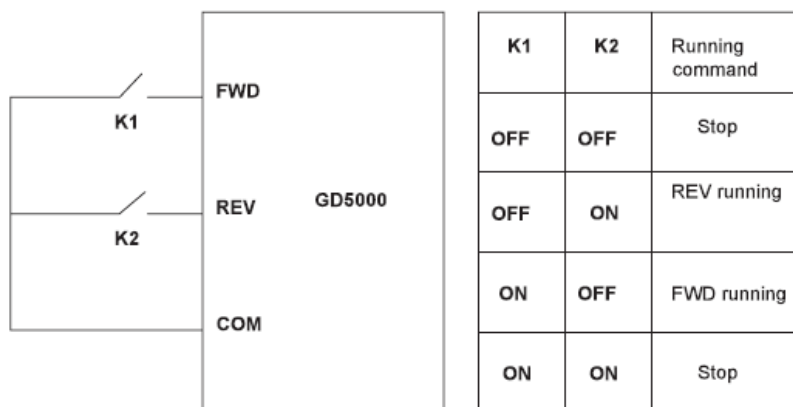 FWD
K1
REV
GD5000
K2
COM
K1 K2 Running
command
OFF OFF Stop
OFF ON REV running
ON OFF FWD running
ON ON Stop